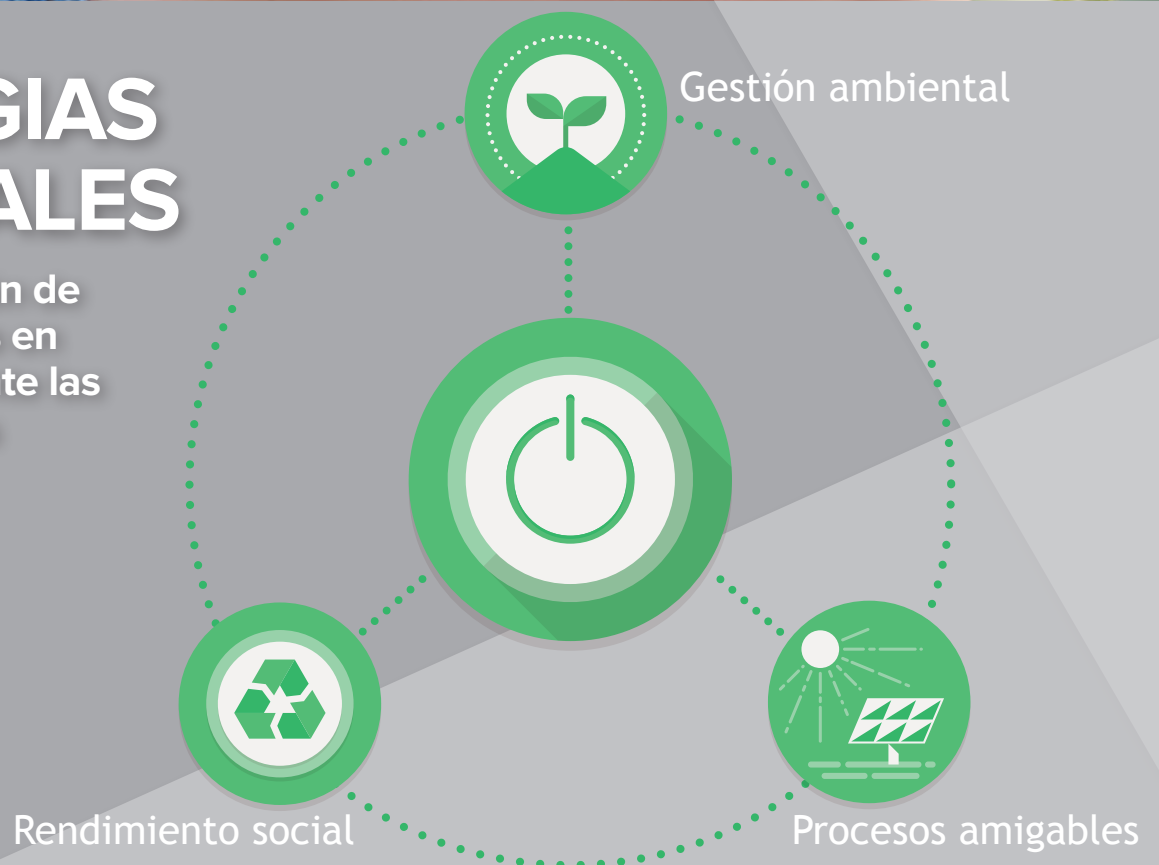 GIAS
ALES
n de
en
te las
Gestión ambiental
Rendimiento social
Procesos amigables